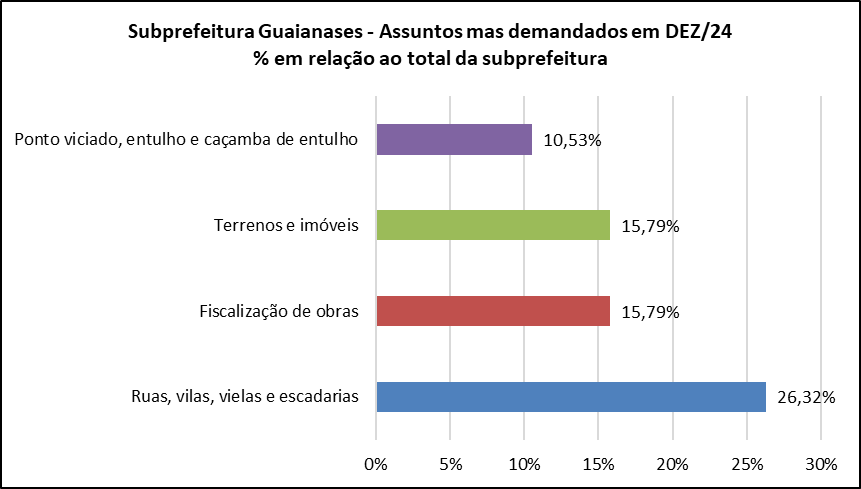 Subprefeitura Guaianases - Assuntos mas demandados em DEZ/24
% em relação ao total da subprefeitura
Ponto viciado, entulho e caçamba de entulho
10,53%
Terrenos e imóveis
15,79%
Fiscalização de obras
15,79%
Ruas, vilas, vielas e escadarias
26,32%
0% 5% 10% 15% 20% 25% 30%